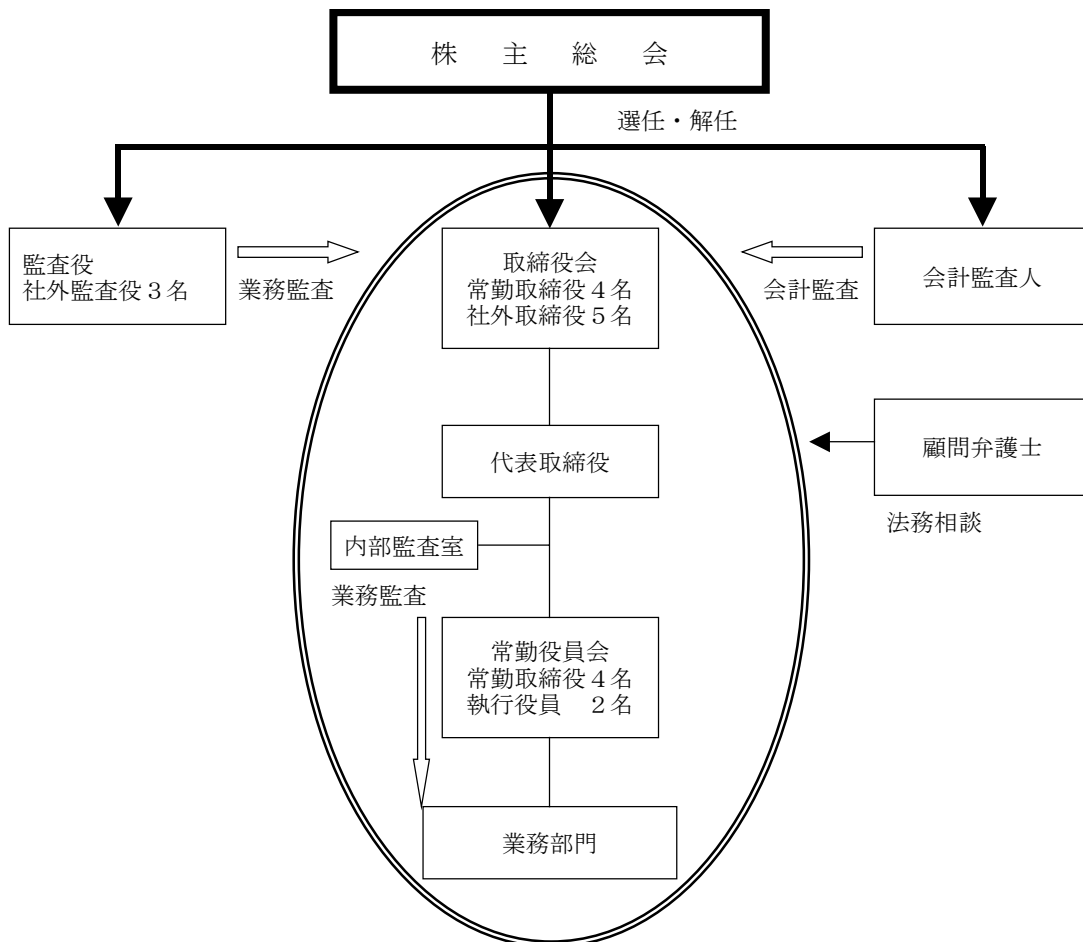 株 主 総 会
選任・解任
監査役
社外監査役３名
業務監査
取締役会
常勤取締役４名
社外取締役５名
会計監査
会計監査人
代表取締役
顧問弁護士
法務相談
内部監査室
業務監査
常勤役員会
常勤取締役４名
執行役員　２名
業務部門